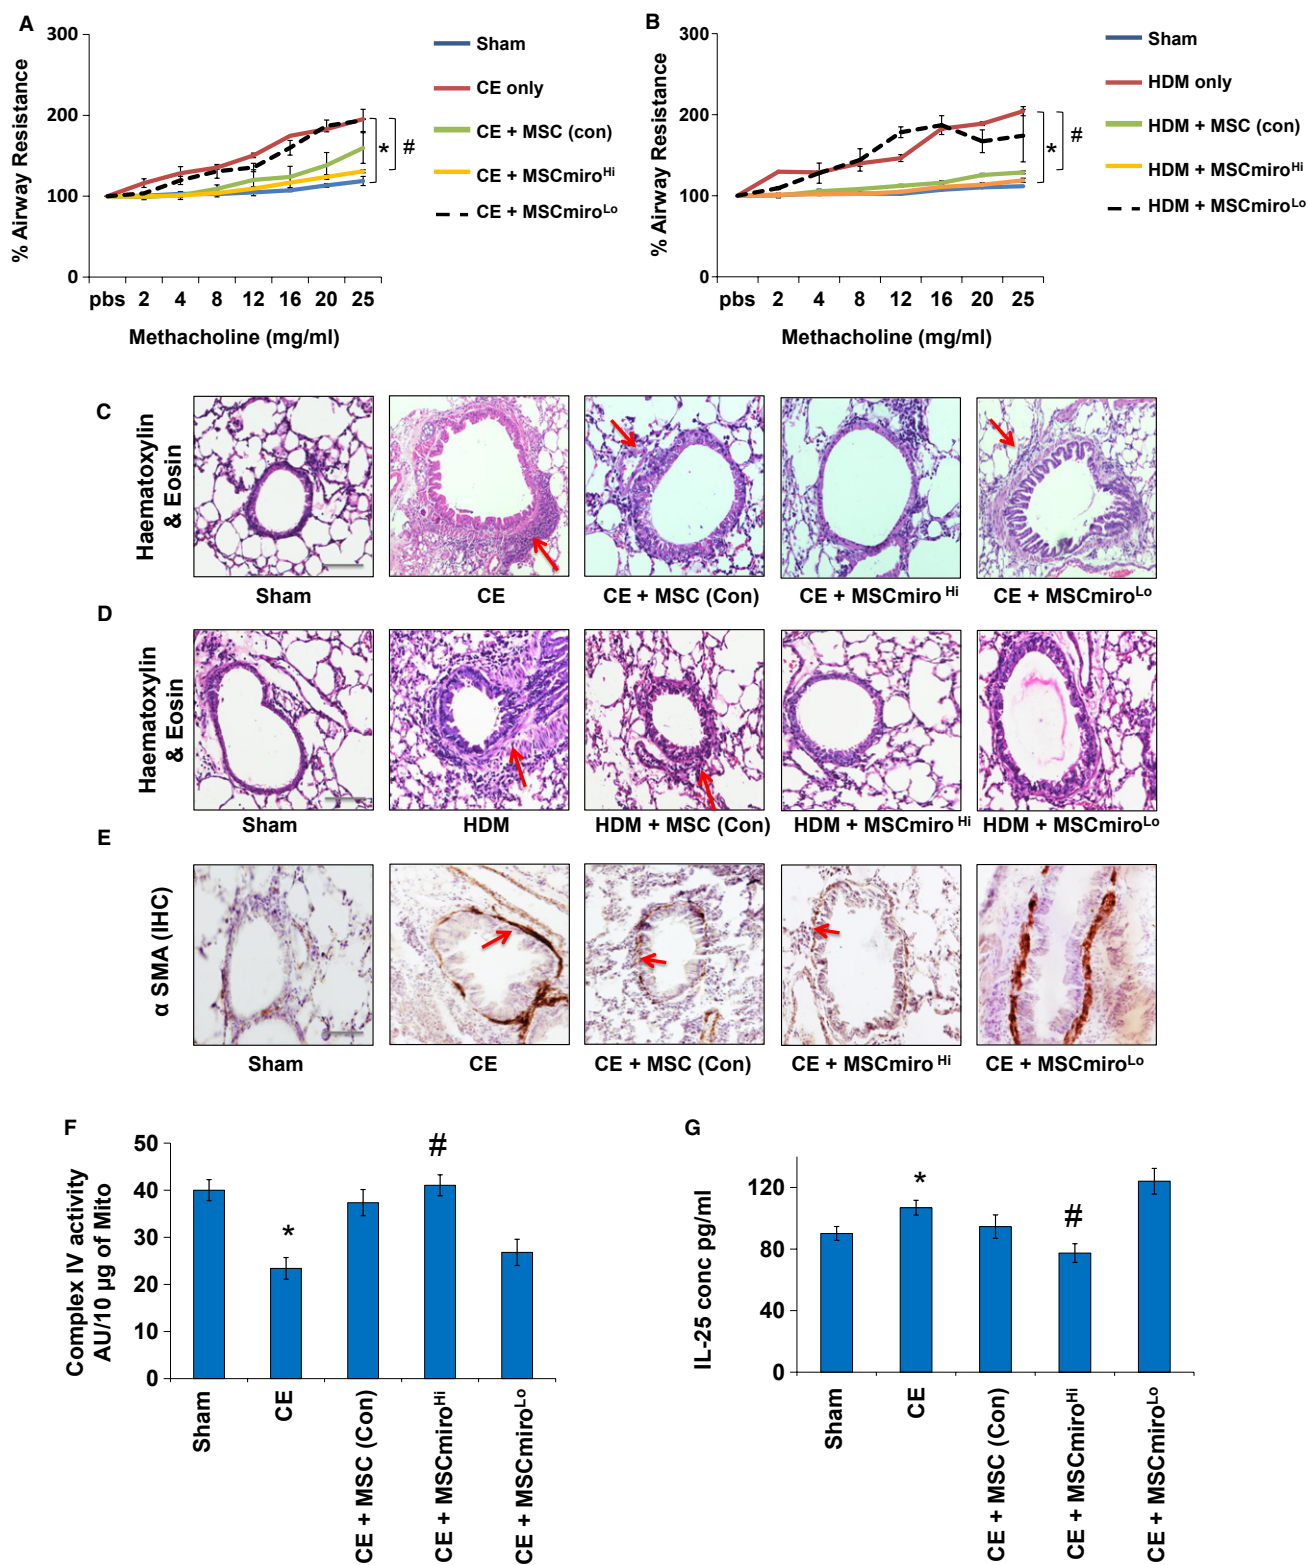 A
300
200
100
0
% Airway Resistance
pbs 2 4 8 12 16 20 25
Methacholine (mg/ml)
Sham
CE only
CE + MSC (con)
CE + MSCmiroHi
CE + MSCmiroLo
* #
B
300
200
100
0
% Airway Resistance
pbs 2 4 8 12 16 20 25
Methacholine (mg/ml)
Sham
HDM only
HDM + MSC (con)
HDM + MSCmiroHi
HDM + MSCmiroLo
* #
C
Haematoxylin
& Eosin
Sham
CE
CE + MSC (Con)
CE + MSCmiro Hi
CE + MSCmiroLo
D
Haematoxylin
& Eosin
Sham
HDM
HDM + MSC (Con)
HDM + MSCmiro Hi
HDM + MSCmiroLo
E
α SMA (IHC)
Sham
CE
CE + MSC (Con)
CE + MSCmiro Hi
CE + MSCmiroLo
F
50
40
30
20
10
0
Complex IV activity
AU/10 µg of Mito
*
#
Sham
CE
CE + MSC (Con)
CE + MSCmiroHi
CE + MSCmiroLo
G
120
80
40
0
IL-25 conc pg/ml
*
#
Sham
CE
CE + MSC (Con)
CE + MSCmiroHi
CE + MSCmiroLo